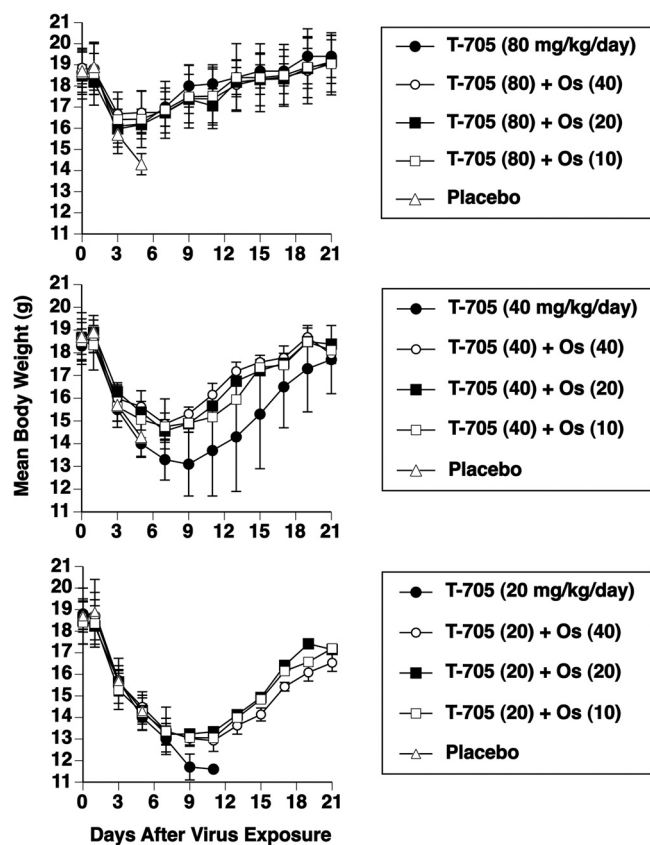 21
20
19
18
17
16
15
14
13
12
11
0 3 6 9 12 15 18 21
T-705 (80 mg/kg/day)
T-705 (80) + Os (40)
T-705 (80) + Os (20)
T-705 (80) + Os (10)
Placebo
Mean Body Weight (g)
21
20
19
18
17
16
15
14
13
12
11
0 3 6 9 12 15 18 21
T-705 (40 mg/kg/day)
T-705 (40) + Os (40)
T-705 (40) + Os (20)
T-705 (40) + Os (10)
Placebo
21
20
19
18
17
16
15
14
13
12
11
0 3 6 9 12 15 18 21
Days After Virus Exposure
T-705 (20 mg/kg/day)
T-705 (20) + Os (40)
T-705 (20) + Os (20)
T-705 (20) + Os (10)
Placebo